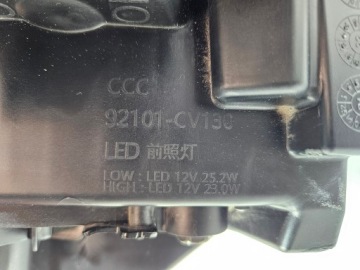 CCC
92101-CV130
LED 前照灯
LOW : LED 12V 25.2W
HIGH : LED 12V 23.0W